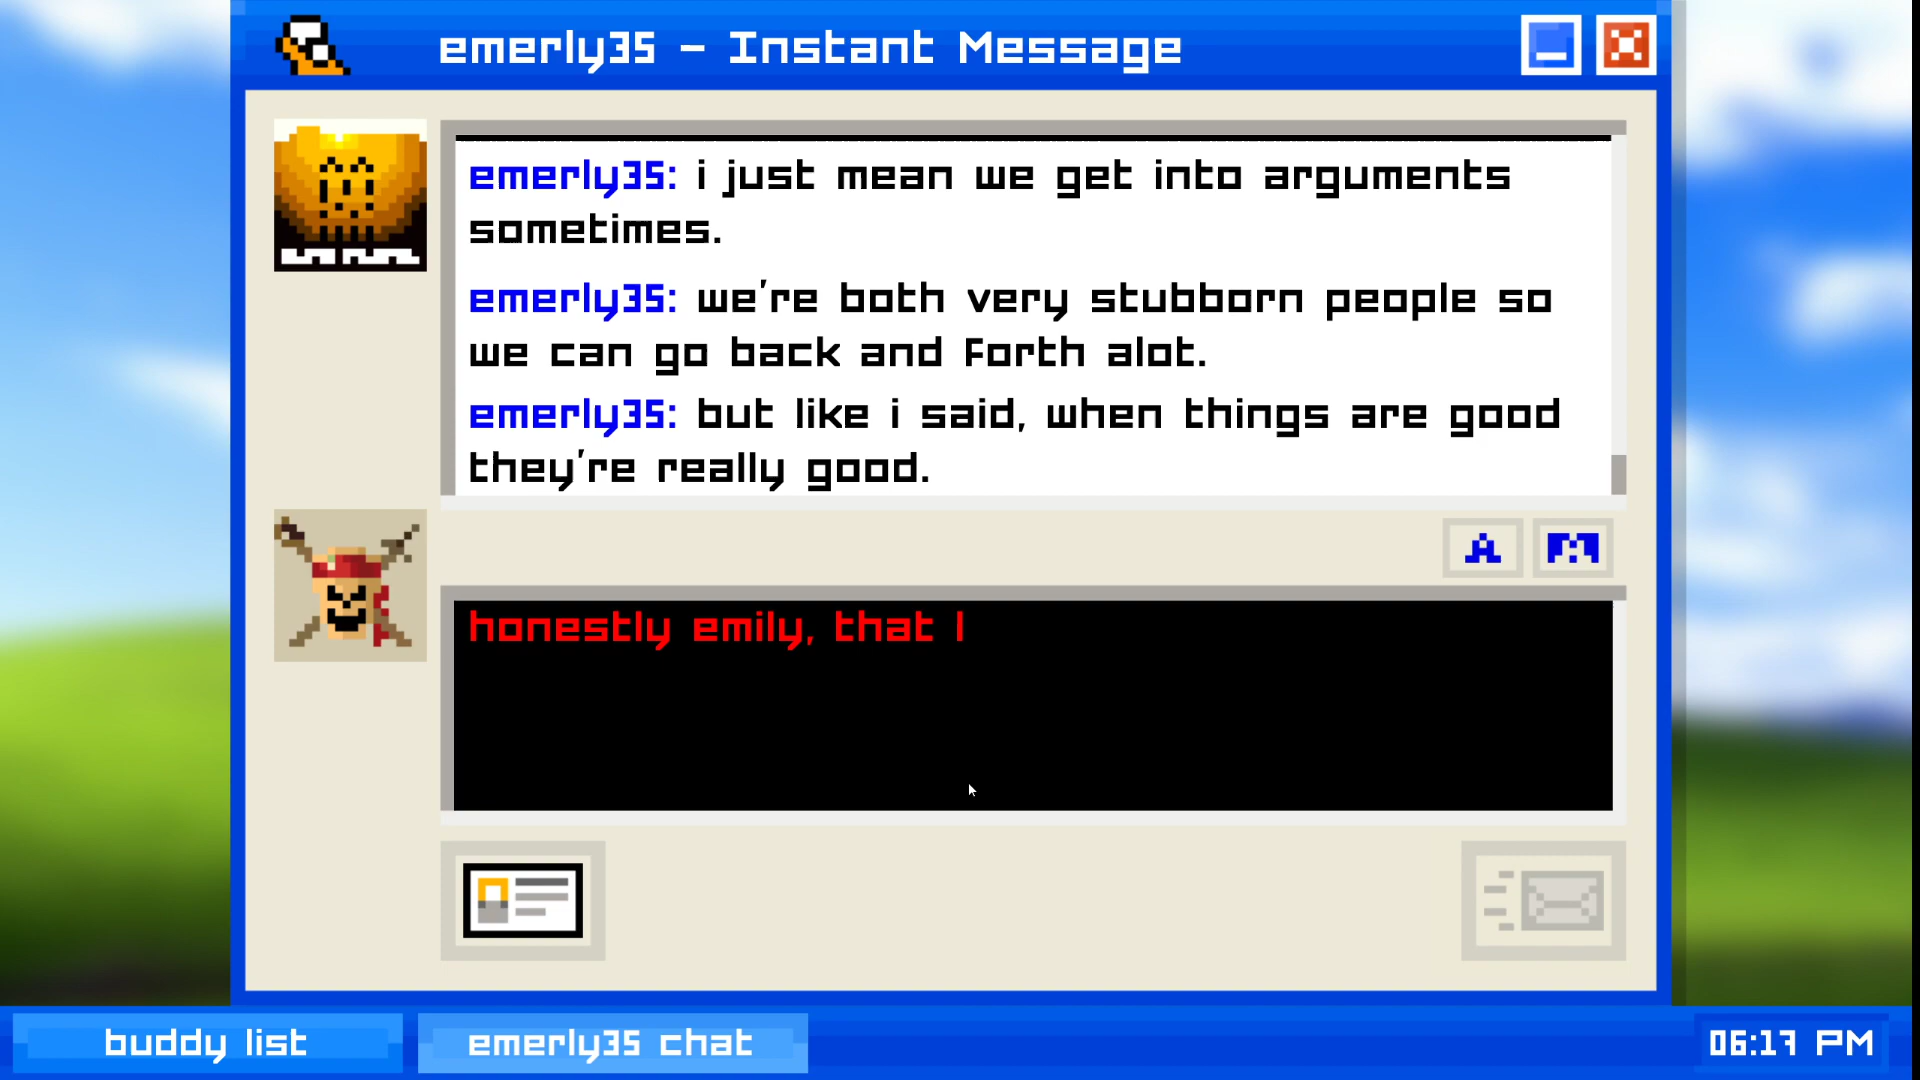 emerly35 - Instant Message
emerly35: i just mean we get into arguments
sometimes.
emerly35: we're both very stubborn people so
we can go back and forth alot.
emerly35: but like i said, when things are good
they're really good.
A
honestly emily, that
buddy list
emerly35 chat
06:17 PM